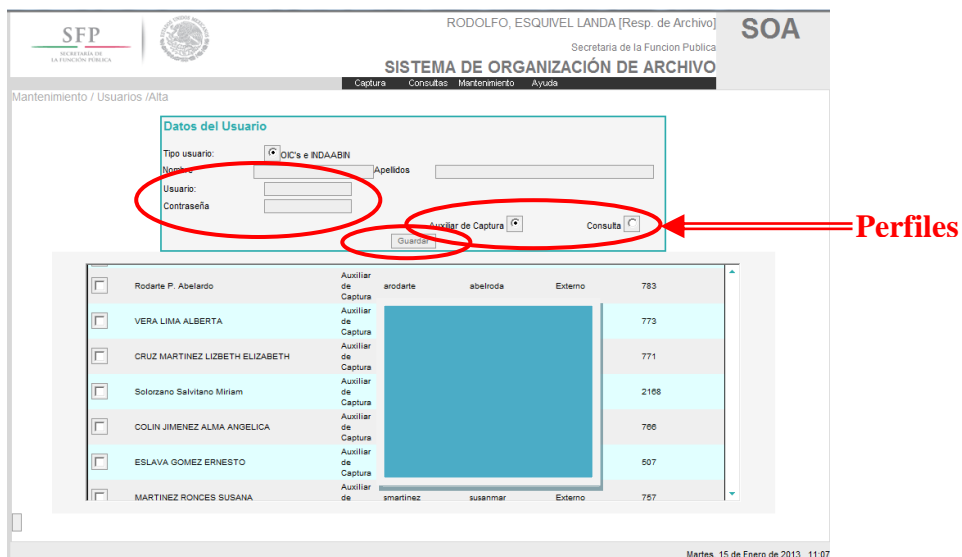 RODOLFO, ESQUIVEL LANDA [Resp. de Archivo]
SOA
SFP
SECRETARÍA DE
LA FUNCIÓN PÚBLICA
Secretaria de la Funcion Publica
SISTEMA DE ORGANIZACIÓN DE ARCHIVO
Captura Consultas Mantenimiento Ayuda
Mantenimiento / Usuarios /Alta
Datos del Usuario
Tipo usuario: OIC's e INDAABIN
Nombre Apellidos
Usuario:
Contraseña
Auxiliar de Captura Consulta
Perfiles
Guardar
Rodarte P. Abelardo Auxiliar de Captura arodarte abelroda Externo 783
VERA LIMA ALBERTA Auxiliar de Captura 773
CRUZ MARTINEZ LIZBETH ELIZABETH Auxiliar de Captura 771
Solorzano Salvitano Miriam Auxiliar de Captura 2168
COLIN JIMENEZ ALMA ANGELICA Auxiliar de Captura 766
ESLAVA GOMEZ ERNESTO Auxiliar de Captura 507
MARTINEZ RONCES SUSANA Auxiliar de smartinez susanmar Externo 757
Martes, 15 de Enero de 2013 11:07